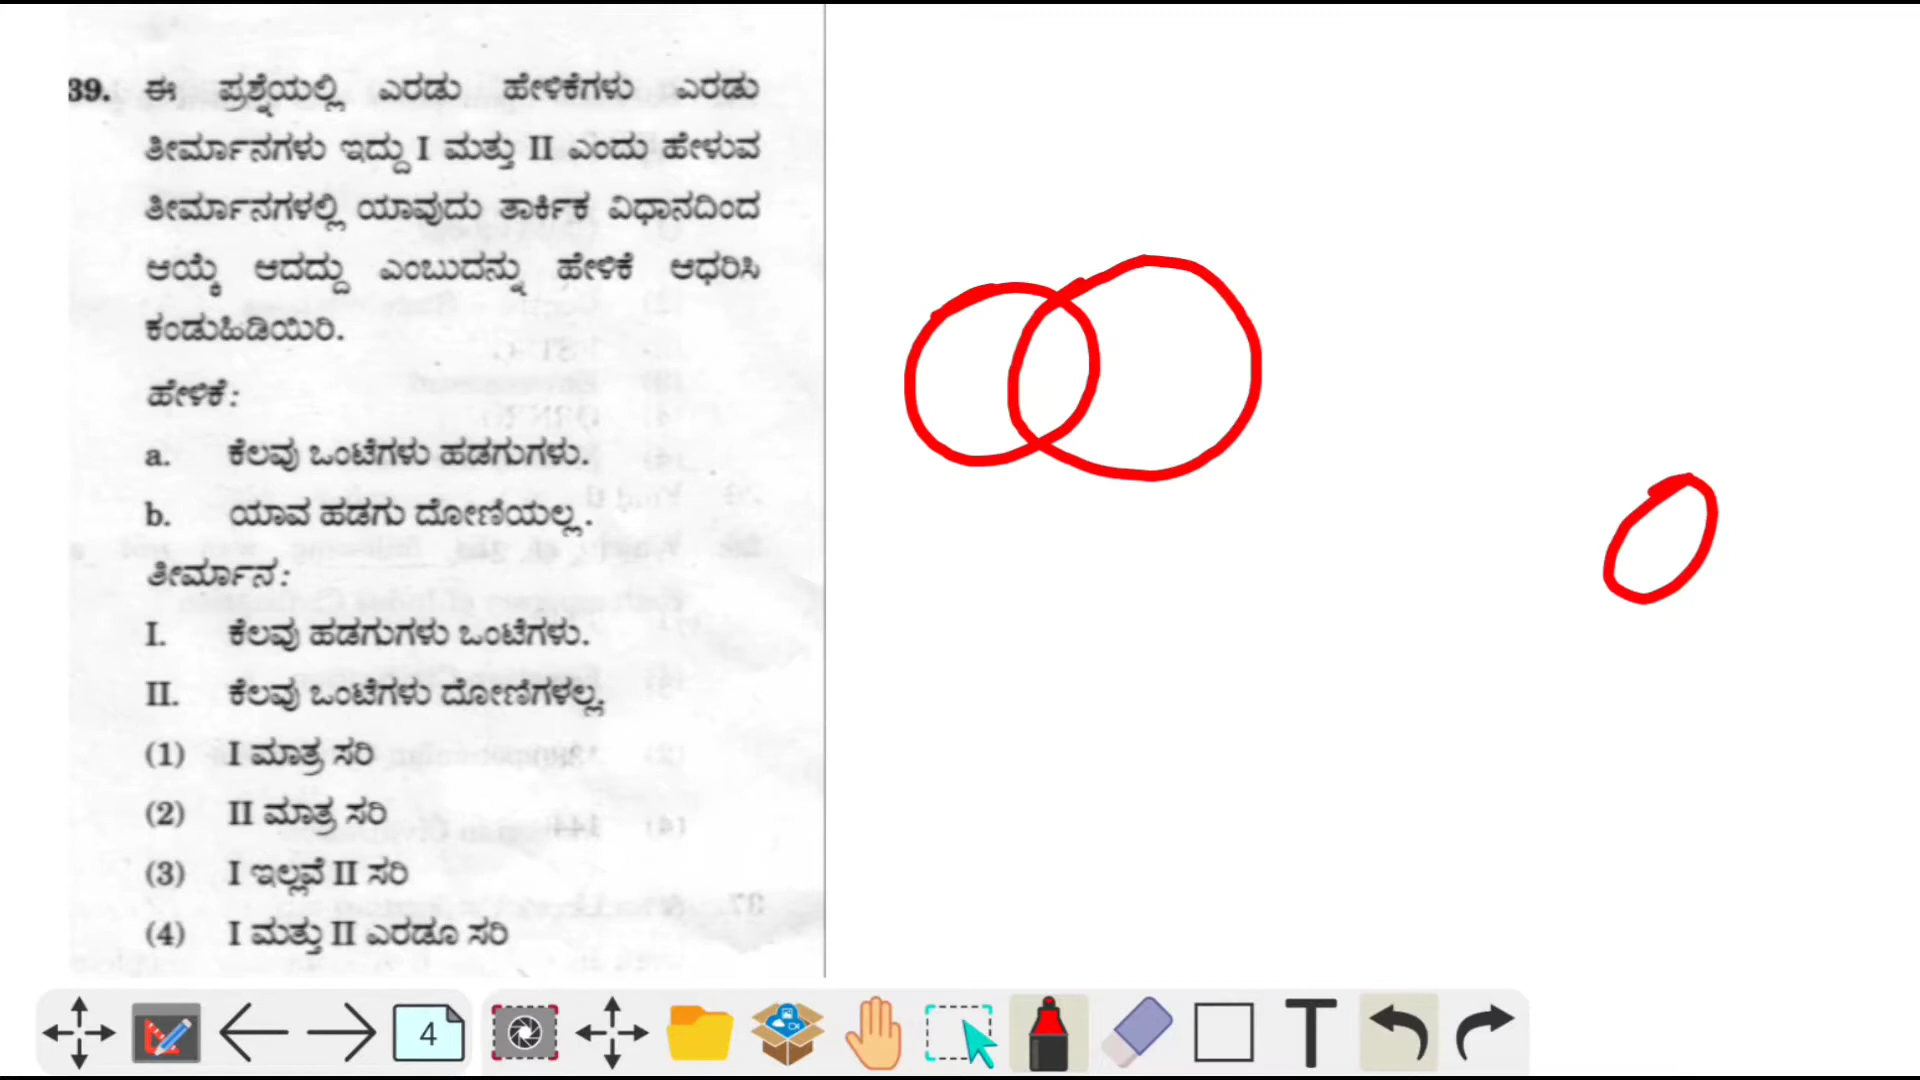 39. ಈ ಪ್ರಶ್ನೆಯಲ್ಲಿ ಎರಡು ಹೇಳಿಕೆಗಳು ಎರಡು
ತೀರ್ಮಾನಗಳು ಇದ್ದು I ಮತ್ತು II ಎಂದು ಹೇಳುವ
ತೀರ್ಮಾನಗಳಲ್ಲಿ ಯಾವುದು ತಾರ್ಕಿಕ ವಿಧಾನದಿಂದ
ಆಯ್ಕೆ ಆದದ್ದು ಎಂಬುದನ್ನು ಹೇಳಿಕೆ ಆಧರಿಸಿ
ಕಂಡುಹಿಡಿಯಿರಿ.
ಹೇಳಿಕೆ:
a. ಕೆಲವು ಒಂಟೆಗಳು ಹಡಗುಗಳು.
b. ಯಾವ ಹಡಗು ದೋಣಿಯಲ್ಲ.
ತೀರ್ಮಾನ:
I. ಕೆಲವು ಹಡಗುಗಳು ಒಂಟೆಗಳು.
II. ಕೆಲವು ಒಂಟೆಗಳು ದೋಣಿಗಳಲ್ಲ.
(1) I ಮಾತ್ರ ಸರಿ
(2) II ಮಾತ್ರ ಸರಿ
(3) I ಇಲ್ಲವೆ II ಸರಿ
(4) I ಮತ್ತು II ಎರಡೂ ಸರಿ
4
T